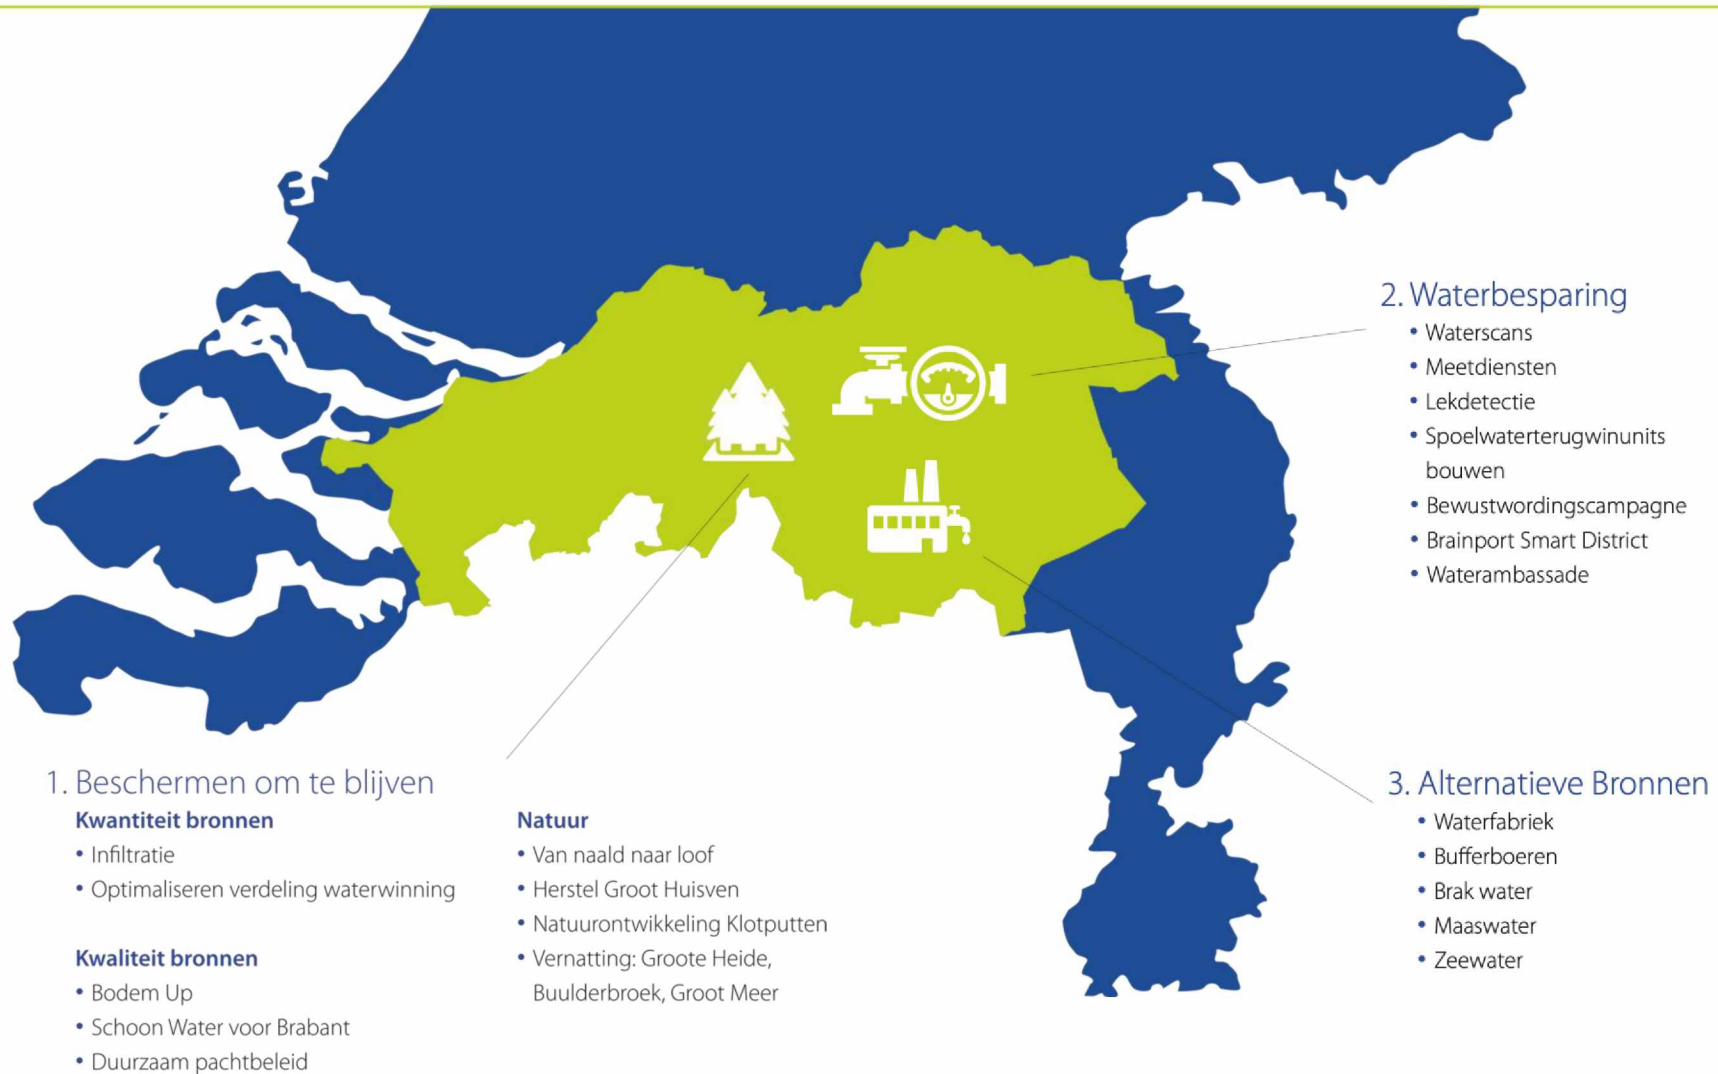 2. Waterbesparing
• Waterscans
• Meetdiensten
• Lekdetectie
• Spoelwaterterugwinunits
bouwen
• Bewustwordingscampagne
• Brainport Smart District
• Waterambassade
1. Beschermen om te blijven
Kwantiteit bronnen
• Infiltratie
• Optimaliseren verdeling waterwinning
Kwaliteit bronnen
• Bodem Up
• Schoon Water voor Brabant
• Duurzaam pachtbeleid
Natuur
• Van naald naar loof
• Herstel Groot Huisven
• Natuurontwikkeling Klotputten
• Vernatting: Groote Heide,
Buulderbroek, Groot Meer
3. Alternatieve Bronnen
• Waterfabriek
• Bufferboeren
• Brak water
• Maaswater
• Zeewater